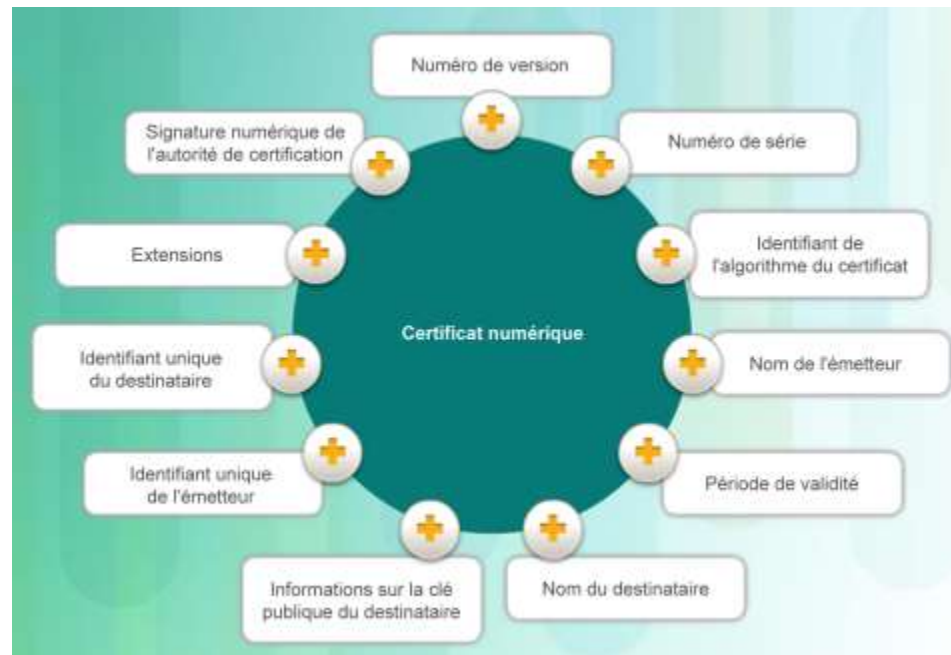 Numéro de version
Numéro de série
Identifiant de
l'algorithme du certificat
Nom de l'émetteur
Période de validité
Nom du destinataire
Informations sur la clé
publique du destinataire
Identifiant unique
de l'émetteur
Identifiant unique
du destinataire
Extensions
Signature numérique de
l'autorité de certification
Certificat numérique